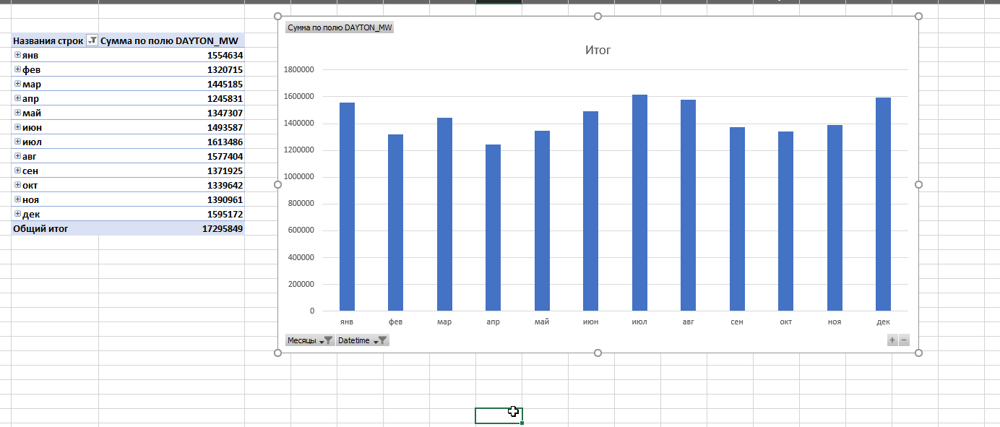 Названия строк Сумма по полю DAYTON_MW
янв 1554634
фев 1320715
мар 1445185
апр 1245831
май 1347307
июн 1493587
июл 1613486
авг 1577404
сен 1371925
окт 1339642
ноя 1390961
дек 1595172
Общий итог 17295849
Сумма по полю DAYTON_MW
Итог
1800000
1600000
1400000
1200000
1000000
800000
600000
400000
200000
0
янв фев мар апр май июн июл авг сен окт ноя дек
Месяцы Datetime